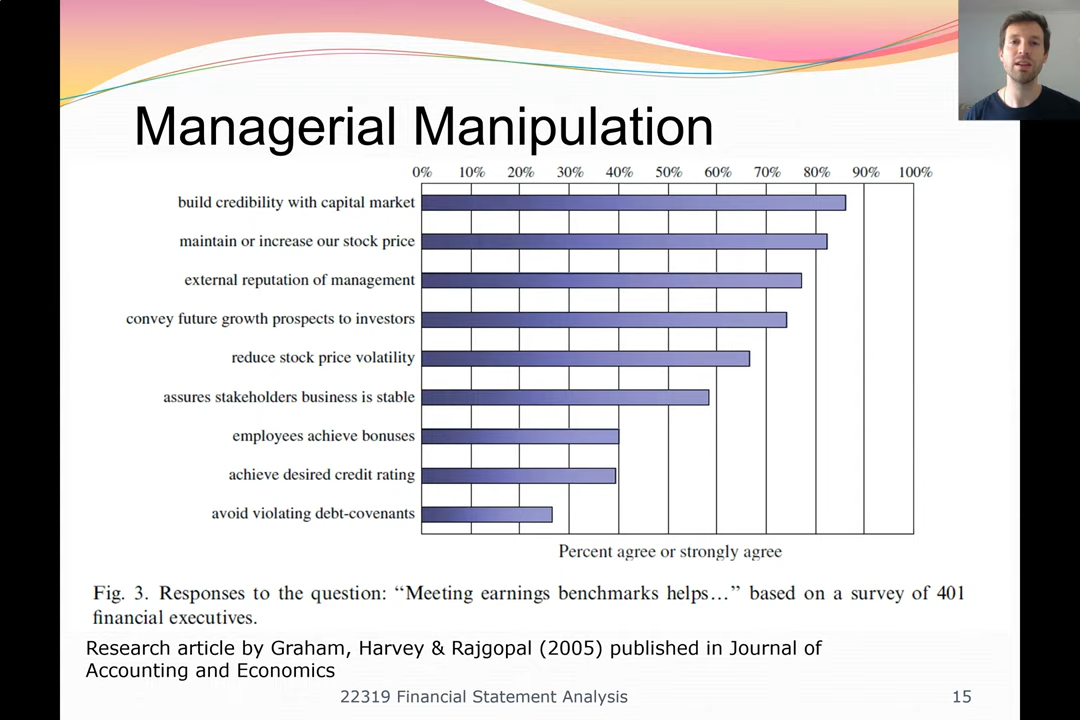 Managerial Manipulation
0% 10% 20% 30% 40% 50% 60% 70% 80% 90% 100%
build credibility with capital market
maintain or increase our stock price
external reputation of management
convey future growth prospects to investors
reduce stock price volatility
assures stakeholders business is stable
employees achieve bonuses
achieve desired credit rating
avoid violating debt-covenants
Percent agree or strongly agree
Fig. 3. Responses to the question: “Meeting earnings benchmarks helps…” based on a survey of 401
financial executives.
Research article by Graham, Harvey & Rajgopal (2005) published in Journal of
Accounting and Economics
22319 Financial Statement Analysis 15